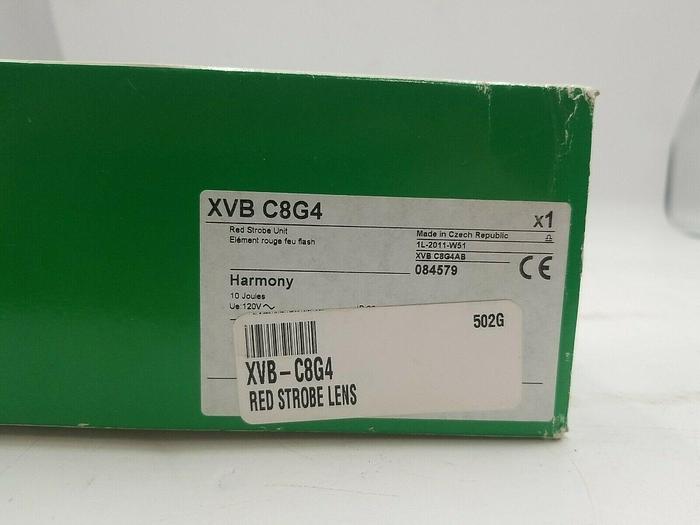 XVB C8G4
x1
Red Strobe Unit
Elément rouge feu flash
Made in Czech Republic
1L-2011-W51
XVB C8G4AB
084579
CE
Harmony
10 Joules
Ue 120V ~
502G
XVB-C8G4
RED STROBE LENS